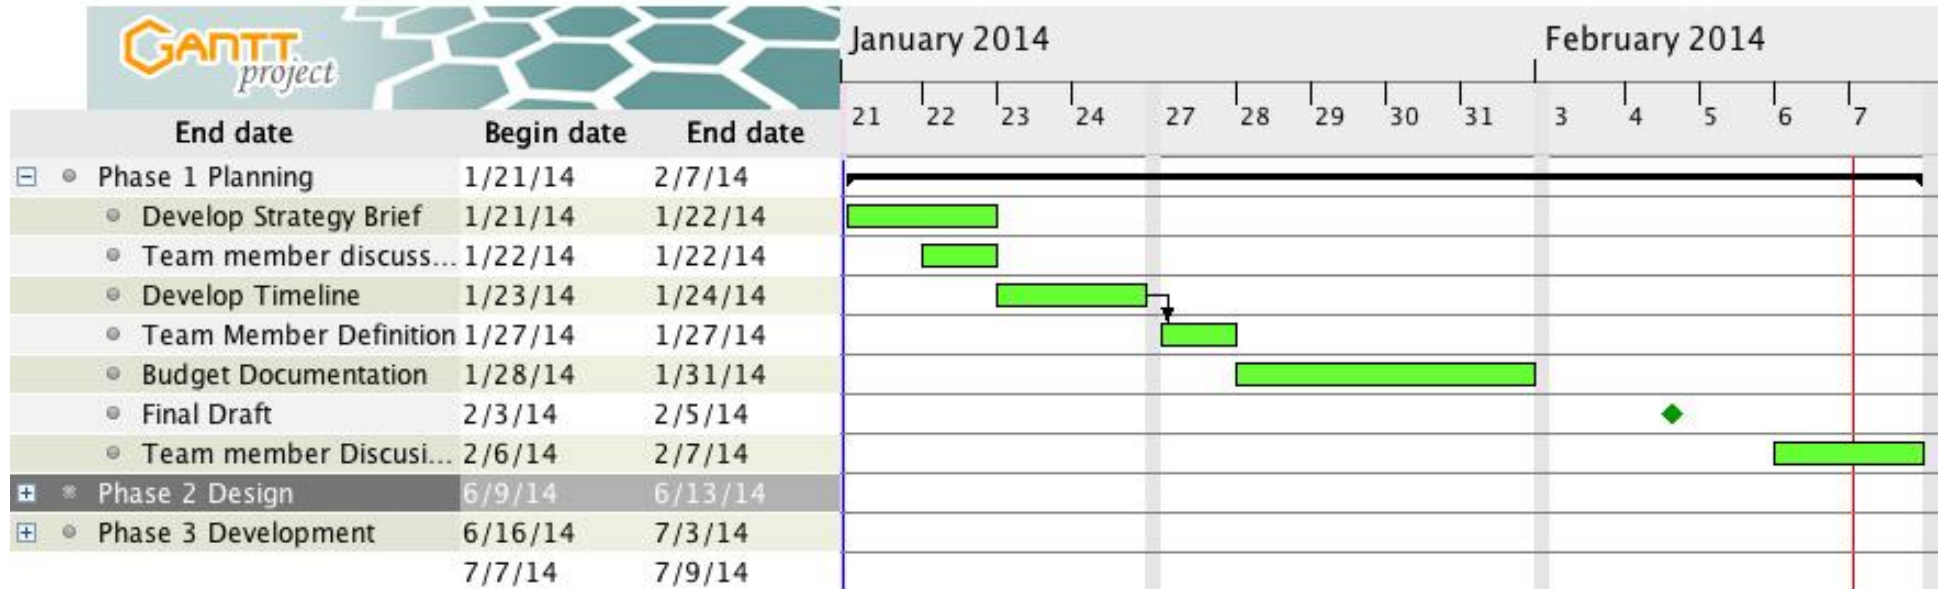 GANTT
project
January 2014 February 2014
21 22 23 24 27 28 29 30 31 3 4 5 6 7
End date Begin date End date
Phase 1 Planning 1/21/14 2/7/14
Develop Strategy Brief 1/21/14 1/22/14
Team member discuss... 1/22/14 1/22/14
Develop Timeline 1/23/14 1/24/14
Team Member Definition 1/27/14 1/27/14
Budget Documentation 1/28/14 1/31/14
Final Draft 2/3/14 2/5/14
Team member Discusi... 2/6/14 2/7/14
Phase 2 Design 6/9/14 6/13/14
Phase 3 Development 6/16/14 7/3/14
7/7/14 7/9/14